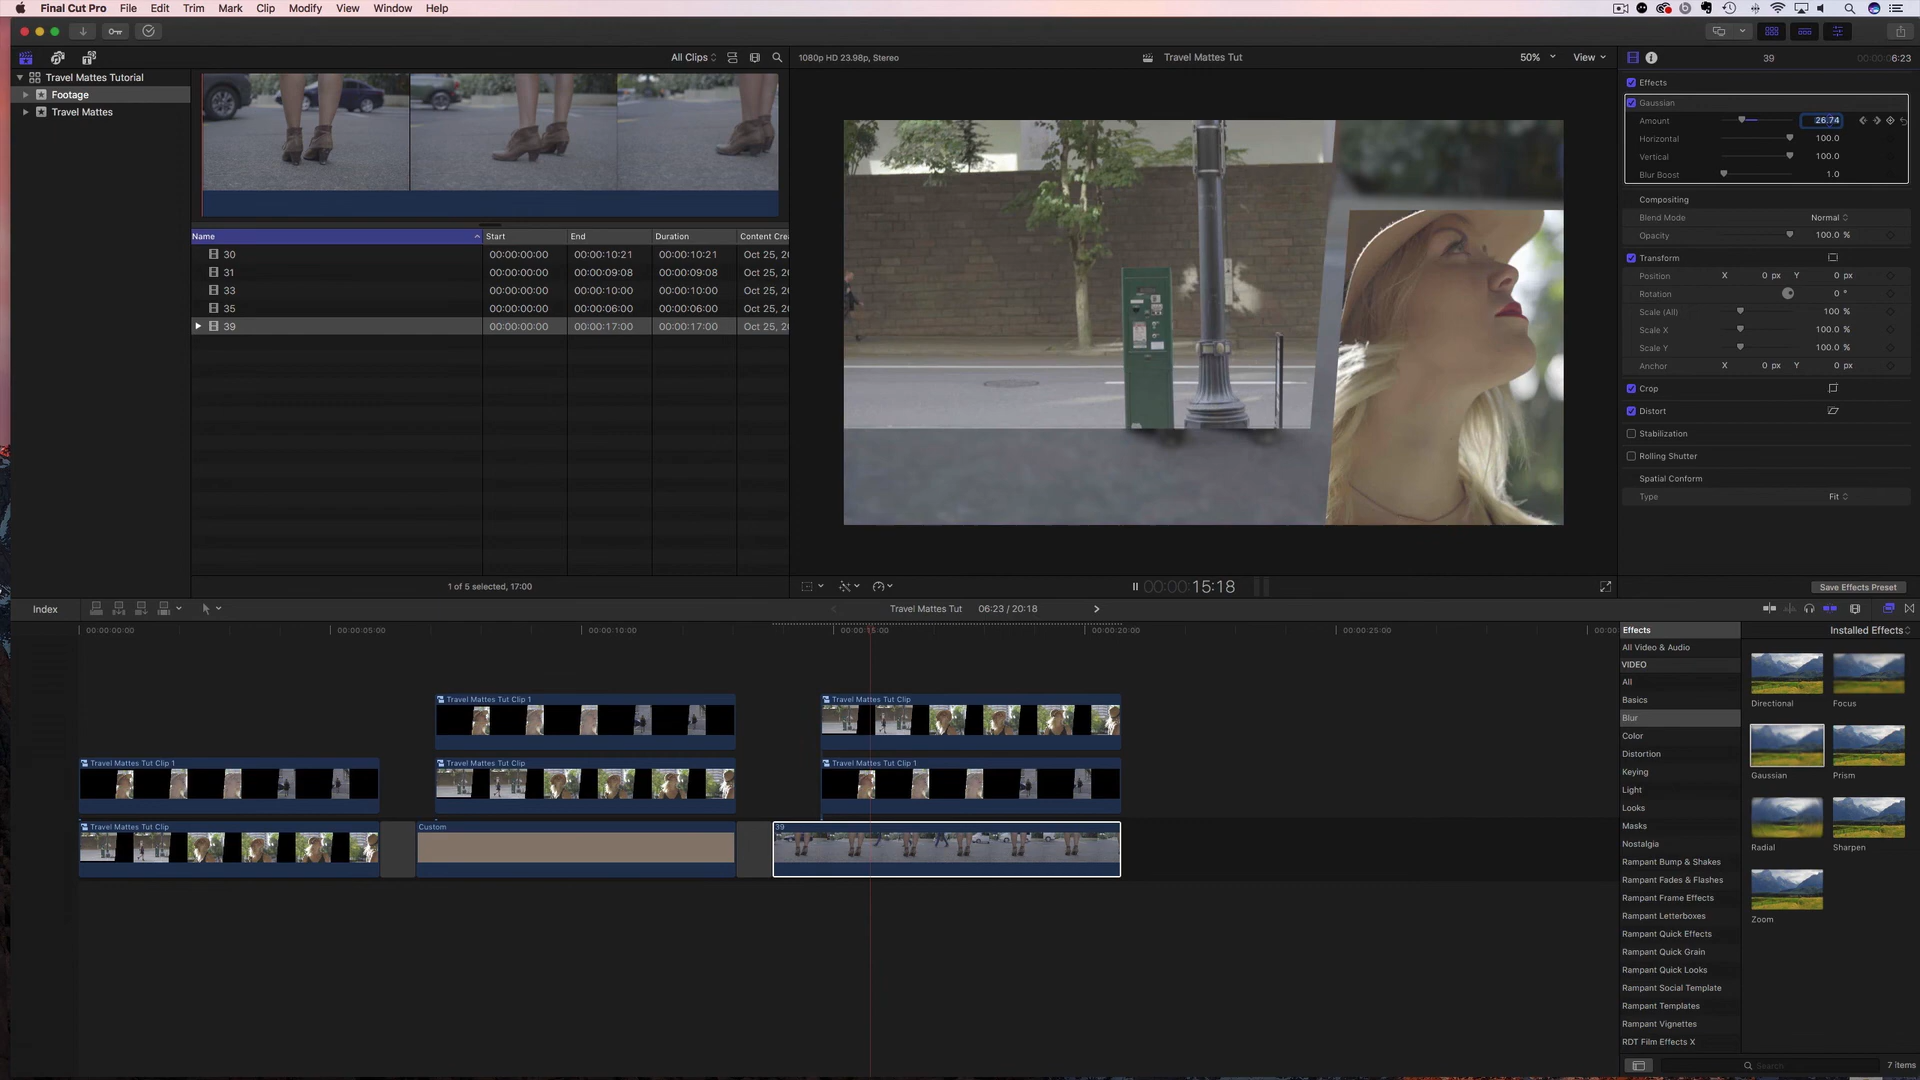 Final Cut Pro File Edit Trim Mark Clip Modify View Window Help
All Clips
1080p HD 23.98p, Stereo
Travel Mattes Tut
50%
View
39
6:23
Travel Mattes Tutorial
Footage
Travel Mattes
Name Start End Duration Content Cre
30 00:00:00:00 00:00:10:21 00:00:10:21 Oct 25, 20
31 00:00:00:00 00:00:09:08 00:00:09:08 Oct 25, 20
33 00:00:00:00 00:00:10:00 00:00:10:00 Oct 25, 20
35 00:00:00:00 00:00:06:00 00:00:06:00 Oct 25, 20
39 00:00:00:00 00:00:17:00 00:00:17:00 Oct 25, 20
1 of 5 selected, 17:00
00:00:15:18
Effects
Gaussian
Amount 26.74
Horizontal 100.0
Vertical 100.0
Blur Boost 1.0
Compositing
Blend Mode Normal
Opacity 100.0 %
Transform
Position X 0 px Y 0 px
Rotation 0 °
Scale (All) 100 %
Scale X 100.0 %
Scale Y 100.0 %
Anchor X 0 px Y 0 px
Crop
Distort
Stabilization
Rolling Shutter
Spatial Conform
Type Fit
Save Effects Preset
Index
Travel Mattes Tut 06:23 / 20:18
00:00:00:00 00:00:05:00 00:00:10:00 00:00:15:00 00:00:20:00 00:00:25:00 00:00
Travel Mattes Tut Clip 1
Travel Mattes Tut Clip
Travel Mattes Tut Clip 1
Travel Mattes Tut Clip
Travel Mattes Tut Clip 1
Travel Mattes Tut Clip
Custom
39
Effects
Installed Effects
All Video & Audio
VIDEO
All
Basics
Blur
Color
Distortion
Keying
Light
Looks
Masks
Nostalgia
Rampant Bump & Shakes
Rampant Fades & Flashes
Rampant Frame Effects
Rampant Letterboxes
Rampant Quick Effects
Rampant Quick Grain
Rampant Quick Looks
Rampant Social Template
Rampant Templates
Rampant Vignettes
RDT Film Effects X
Directional
Focus
Gaussian
Prism
Radial
Sharpen
Zoom
Search
7 items